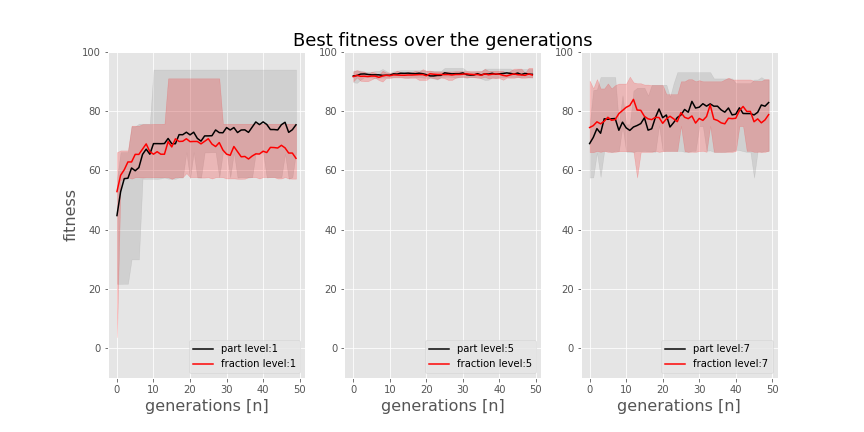 Best fitness over the generations
fitness
100
80
60
40
20
0
part level:1
fraction level:1
0 10 20 30 40 50
generations [n]
100
80
60
40
20
0
part level:5
fraction level:5
0 10 20 30 40 50
generations [n]
100
80
60
40
20
0
part level:7
fraction level:7
0 10 20 30 40 50
generations [n]